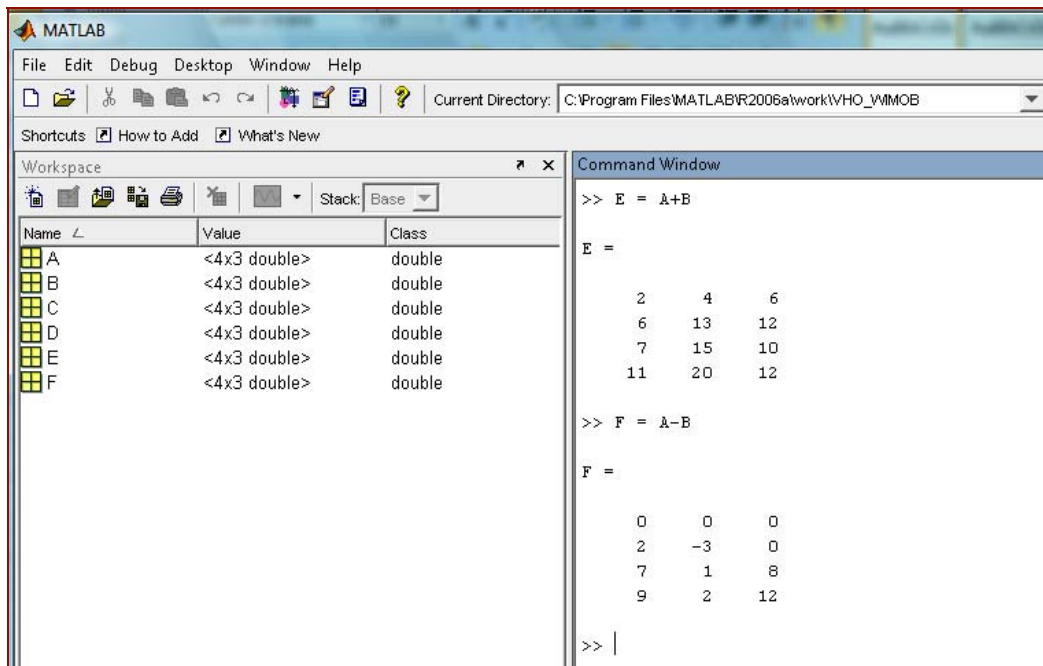 MATLAB
File Edit Debug Desktop Window Help
Current Directory: C:\Program Files\MATLAB\R2006a\work\VHO_WIMOB
Shortcuts How to Add What's New
Workspace
Stack: Base
Name Value Class
A <4x3 double> double
B <4x3 double> double
C <4x3 double> double
D <4x3 double> double
E <4x3 double> double
F <4x3 double> double
Command Window
>> E = A+B
E =
2 4 6
6 13 12
7 15 10
11 20 12
>> F = A-B
F =
0 0 0
2 -3 0
7 1 8
9 2 12
>>